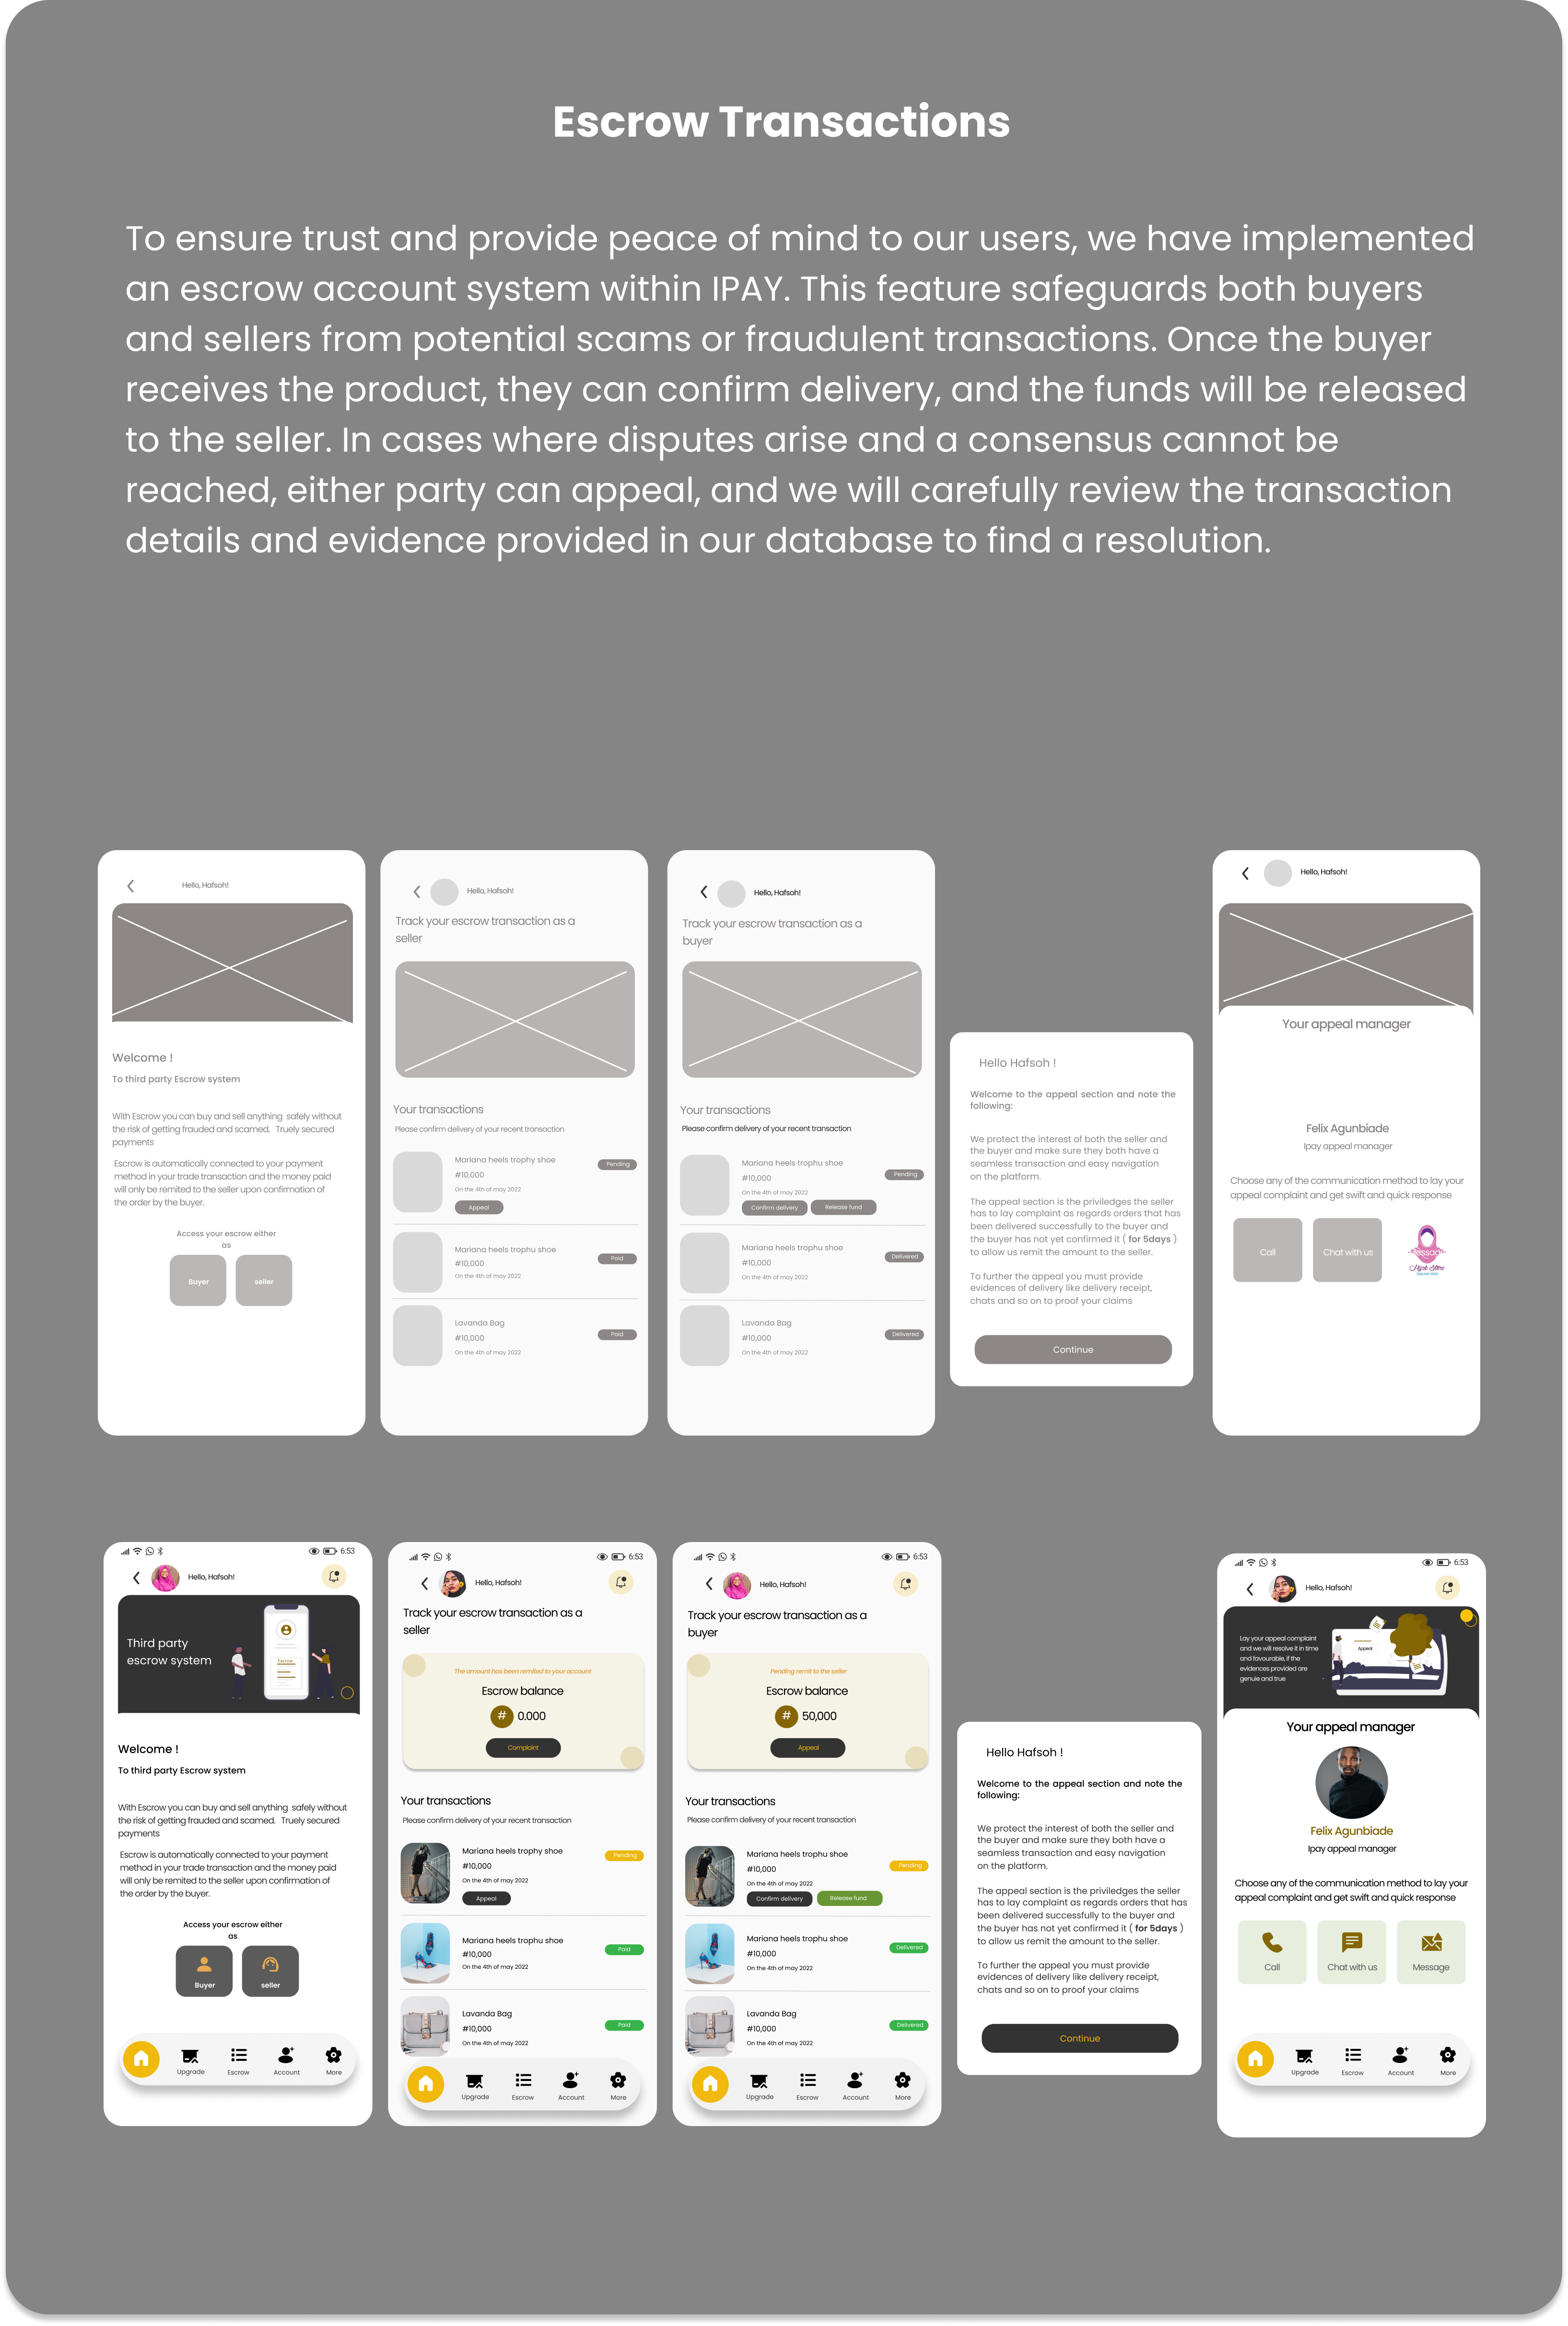 Escrow Transactions
To ensure trust and provide peace of mind to our users, we have implemented
an escrow account system within IPAY. This feature safeguards both buyers
and sellers from potential scams or fraudulent transactions. Once the buyer
receives the product, they can confirm delivery, and the funds will be released
to the seller. In cases where disputes arise and a consensus cannot be
reached, either party can appeal, and we will carefully review the transaction
details and evidence provided in our database to find a resolution.
Hello, Hafsoh!
Welcome !
To third party Escrow system
With Escrow you can buy and sell anything safely without
the risk of getting frauded and scamed. Truely secured
payments
Escrow is automatically connected to your payment
method in your trade transaction and the money paid
will only be remited to the seller upon confirmation of
the order by the buyer.
Access your escrow either
as
Buyer
seller
Hello, Hafsoh!
Track your escrow transaction as a
seller
Your transactions
Please confirm delivery of your recent transaction
Mariana heels trophy shoe
Pending
#10,000
On the 4th of may 2022
Appeal
Mariana heels trophu shoe
Paid
#10,000
On the 4th of may 2022
Lavanda Bag
Paid
#10,000
On the 4th of may 2022
Hello, Hafsoh!
Track your escrow transaction as a
buyer
Your transactions
Please confirm delivery of your recent transaction
Mariana heels trophu shoe
Pending
#10,000
On the 4th of may 2022
Confirm delivery
Release fund
Mariana heels trophu shoe
Delivered
#10,000
On the 4th of may 2022
Lavanda Bag
Delivered
#10,000
On the 4th of may 2022
Hello Hafsoh !
Welcome to the appeal section and note the
following:
We protect the interest of both the seller and
the buyer and make sure they both have a
seamless transaction and easy navigation
on the platform.
The appeal section is the priviledges the seller
has to lay complaint as regards orders that has
been delivered successfully to the buyer and
the buyer has not yet confirmed it ( for 5days )
to allow us remit the amount to the seller.
To further the appeal you must provide
evidences of delivery like delivery receipt,
chats and so on to proof your claims
Continue
Hello, Hafsoh!
Your appeal manager
Felix Agunbiade
Ipay appeal manager
Choose any of the communication method to lay your
appeal complaint and get swift and quick response
Call
Chat with us
6:53
Hello, Hafsoh!
Third party
escrow system
Escrow
Welcome !
To third party Escrow system
With Escrow you can buy and sell anything safely without
the risk of getting frauded and scamed. Truely secured
payments
Escrow is automatically connected to your payment
method in your trade transaction and the money paid
will only be remited to the seller upon confirmation of
the order by the buyer.
Access your escrow either
as
Buyer
seller
Upgrade
Escrow
Account
More
6:53
Hello, Hafsoh!
Track your escrow transaction as a
seller
The amount has been remited to your account
Escrow balance
# 0.000
Complaint
Your transactions
Please confirm delivery of your recent transaction
Mariana heels trophy shoe
Pending
#10,000
On the 4th of may 2022
Appeal
Mariana heels trophu shoe
Paid
#10,000
On the 4th of may 2022
Lavanda Bag
Paid
#10,000
On the 4th of may 2022
Upgrade
Escrow
Account
More
6:53
Hello, Hafsoh!
Track your escrow transaction as a
buyer
Pending remit to the seller
Escrow balance
# 50,000
Appeal
Your transactions
Please confirm delivery of your recent transaction
Mariana heels trophu shoe
Pending
#10,000
On the 4th of may 2022
Confirm delivery
Release fund
Mariana heels trophu shoe
Delivered
#10,000
On the 4th of may 2022
Lavanda Bag
Delivered
#10,000
On the 4th of may 2022
Upgrade
Escrow
Account
More
Hello Hafsoh !
Welcome to the appeal section and note the
following:
We protect the interest of both the seller and
the buyer and make sure they both have a
seamless transaction and easy navigation
on the platform.
The appeal section is the priviledges the seller
has to lay complaint as regards orders that has
been delivered successfully to the buyer and
the buyer has not yet confirmed it ( for 5days )
to allow us remit the amount to the seller.
To further the appeal you must provide
evidences of delivery like delivery receipt,
chats and so on to proof your claims
Continue
6:53
Hello, Hafsoh!
Lay your appeal complaint
and we will resolve it in time
and favourable, if the
evidences provided are
genuie and true
Appeal
Your appeal manager
Felix Agunbiade
Ipay appeal manager
Choose any of the communication method to lay your
appeal complaint and get swift and quick response
Call
Chat with us
Message
Upgrade
Escrow
Account
More